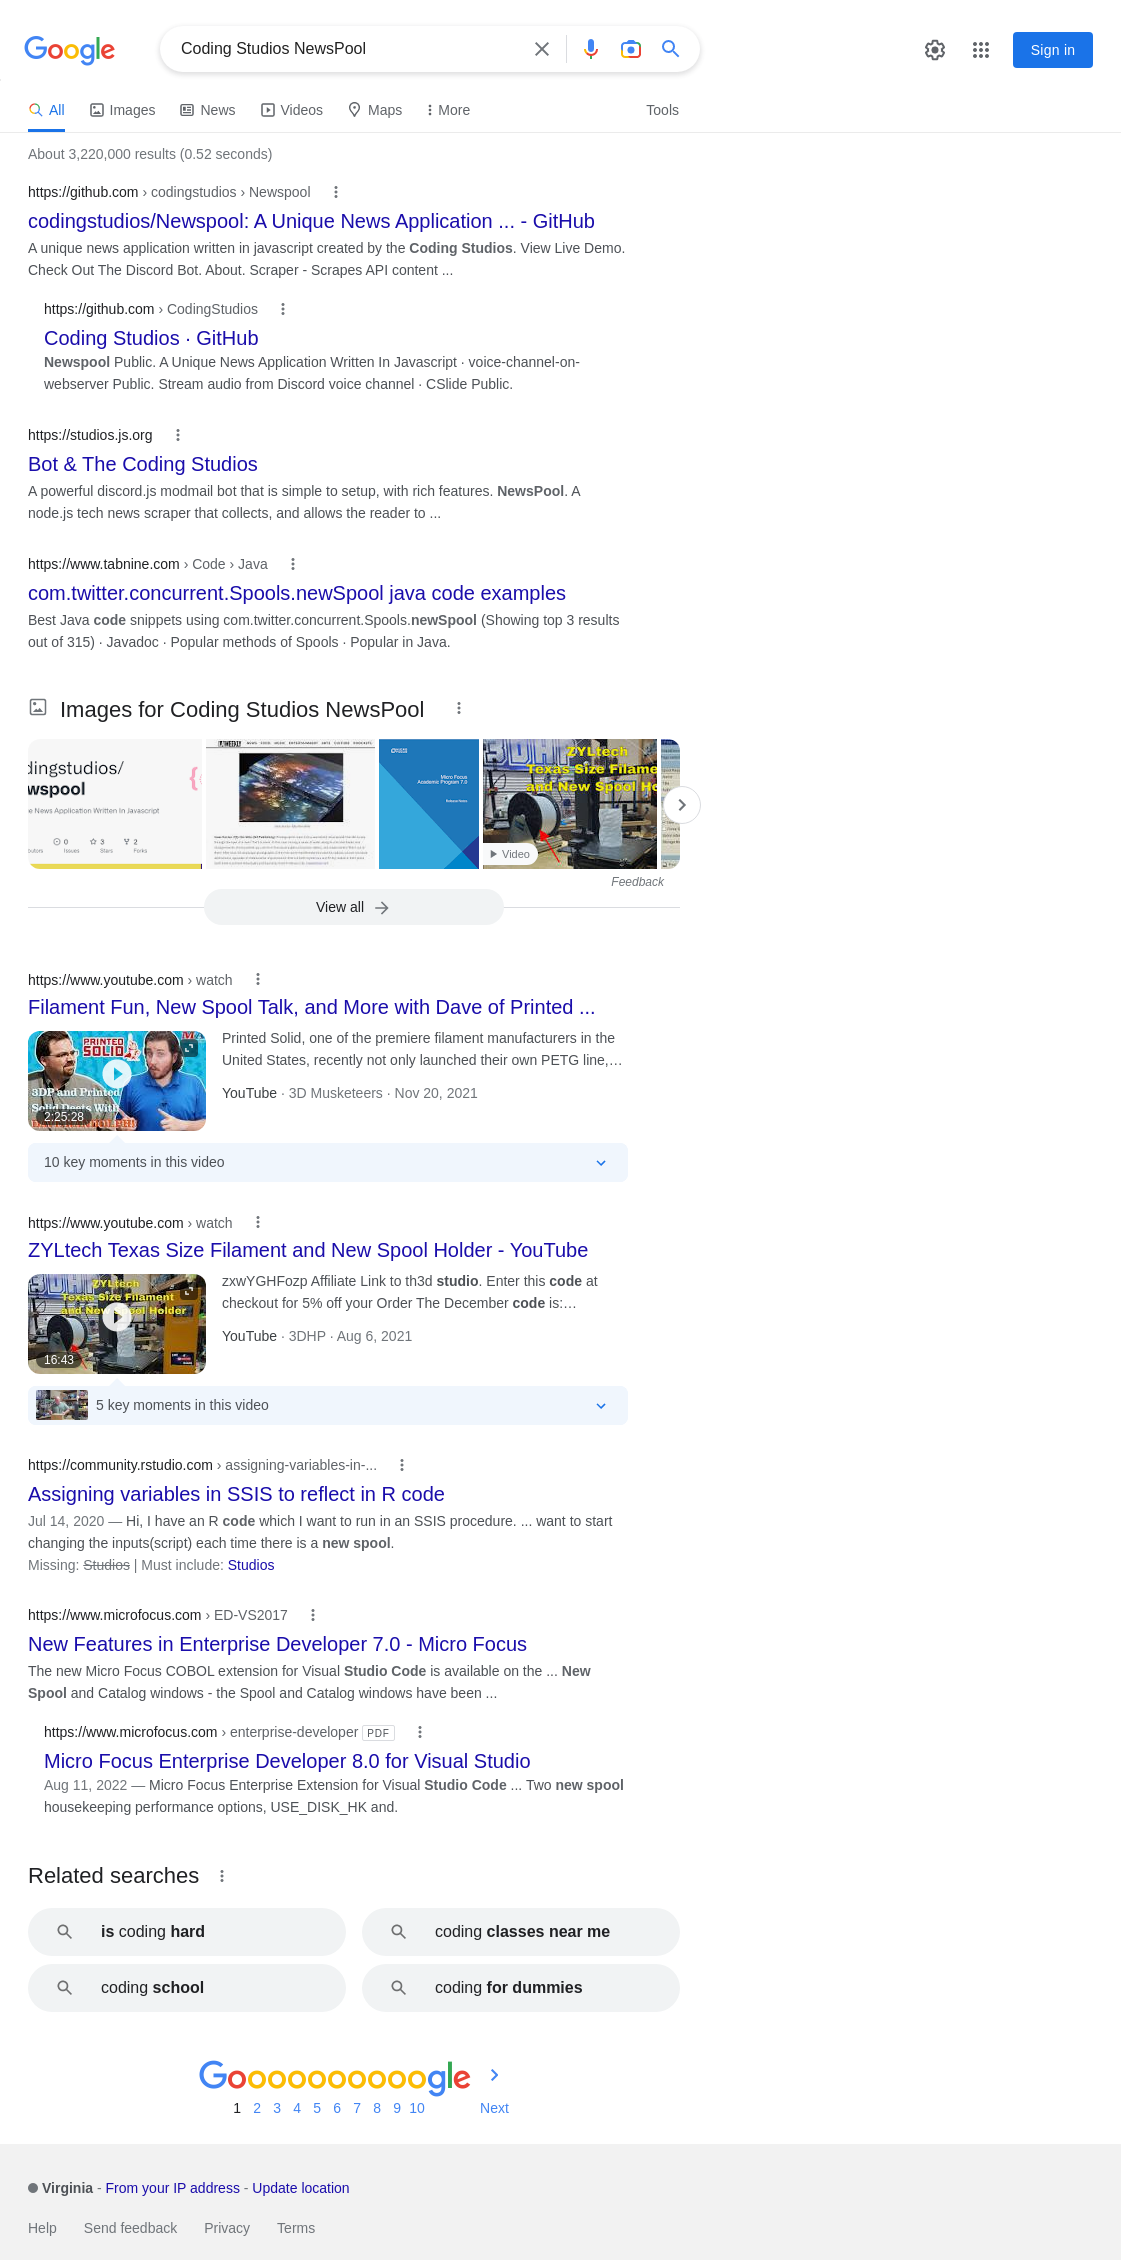 Google
Coding Studios NewsPool
Sign in
All
Images
News
Videos
Maps
More
Tools
About 3,220,000 results (0.52 seconds)
https://github.com › codingstudios › Newspool
codingstudios/Newspool: A Unique News Application ... - GitHub
A unique news application written in javascript created by the Coding Studios. View Live Demo.
Check Out The Discord Bot. About. Scraper - Scrapes API content ...
https://github.com › CodingStudios
Coding Studios · GitHub
Newspool Public. A Unique News Application Written In Javascript · voice-channel-on-
webserver Public. Stream audio from Discord voice channel · CSlide Public.
https://studios.js.org
Bot & The Coding Studios
A powerful discord.js modmail bot that is simple to setup, with rich features. NewsPool. A
node.js tech news scraper that collects, and allows the reader to ...
https://www.tabnine.com › Code › Java
com.twitter.concurrent.Spools.newSpool java code examples
Best Java code snippets using com.twitter.concurrent.Spools.newSpool (Showing top 3 results
out of 315) · Javadoc · Popular methods of Spools · Popular in Java.
Images for Coding Studios NewsPool
dingstudios/
wspool
e News Application Written In Javascript
0
3
2
Issues
Stars
Forks
Micro Focus
Academic Program 7.0
Release Notes
ZYLtech
Texas Size Filame
and New Spool Ho
Video
Feedback
View all
https://www.youtube.com › watch
Filament Fun, New Spool Talk, and More with Dave of Printed ...
PRINTED
SOLID
3DP and Printed
Solid Deets With
2:25:28
Printed Solid, one of the premiere filament manufacturers in the
United States, recently not only launched their own PETG line,…
YouTube · 3D Musketeers · Nov 20, 2021
10 key moments in this video
https://www.youtube.com › watch
ZYLtech Texas Size Filament and New Spool Holder - YouTube
ZYLtech
Texas Size Filament
and New Spool Holder
16:43
zxwYGHFozp Affiliate Link to th3d studio. Enter this code at
checkout for 5% off your Order The December code is:…
YouTube · 3DHP · Aug 6, 2021
5 key moments in this video
https://community.rstudio.com › assigning-variables-in-...
Assigning variables in SSIS to reflect in R code
Jul 14, 2020 — Hi, I have an R code which I want to run in an SSIS procedure. ... want to start
changing the inputs(script) each time there is a new spool.
Missing: Studios | Must include: Studios
https://www.microfocus.com › ED-VS2017
New Features in Enterprise Developer 7.0 - Micro Focus
The new Micro Focus COBOL extension for Visual Studio Code is available on the ... New
Spool and Catalog windows - the Spool and Catalog windows have been ...
https://www.microfocus.com › enterprise-developer PDF
Micro Focus Enterprise Developer 8.0 for Visual Studio
Aug 11, 2022 — Micro Focus Enterprise Extension for Visual Studio Code ... Two new spool
housekeeping performance options, USE_DISK_HK and.
Related searches
is coding hard
coding classes near me
coding school
coding for dummies
Goooooooooogle
1 2 3 4 5 6 7 8 9 10 Next
Virginia - From your IP address - Update location
Help Send feedback Privacy Terms